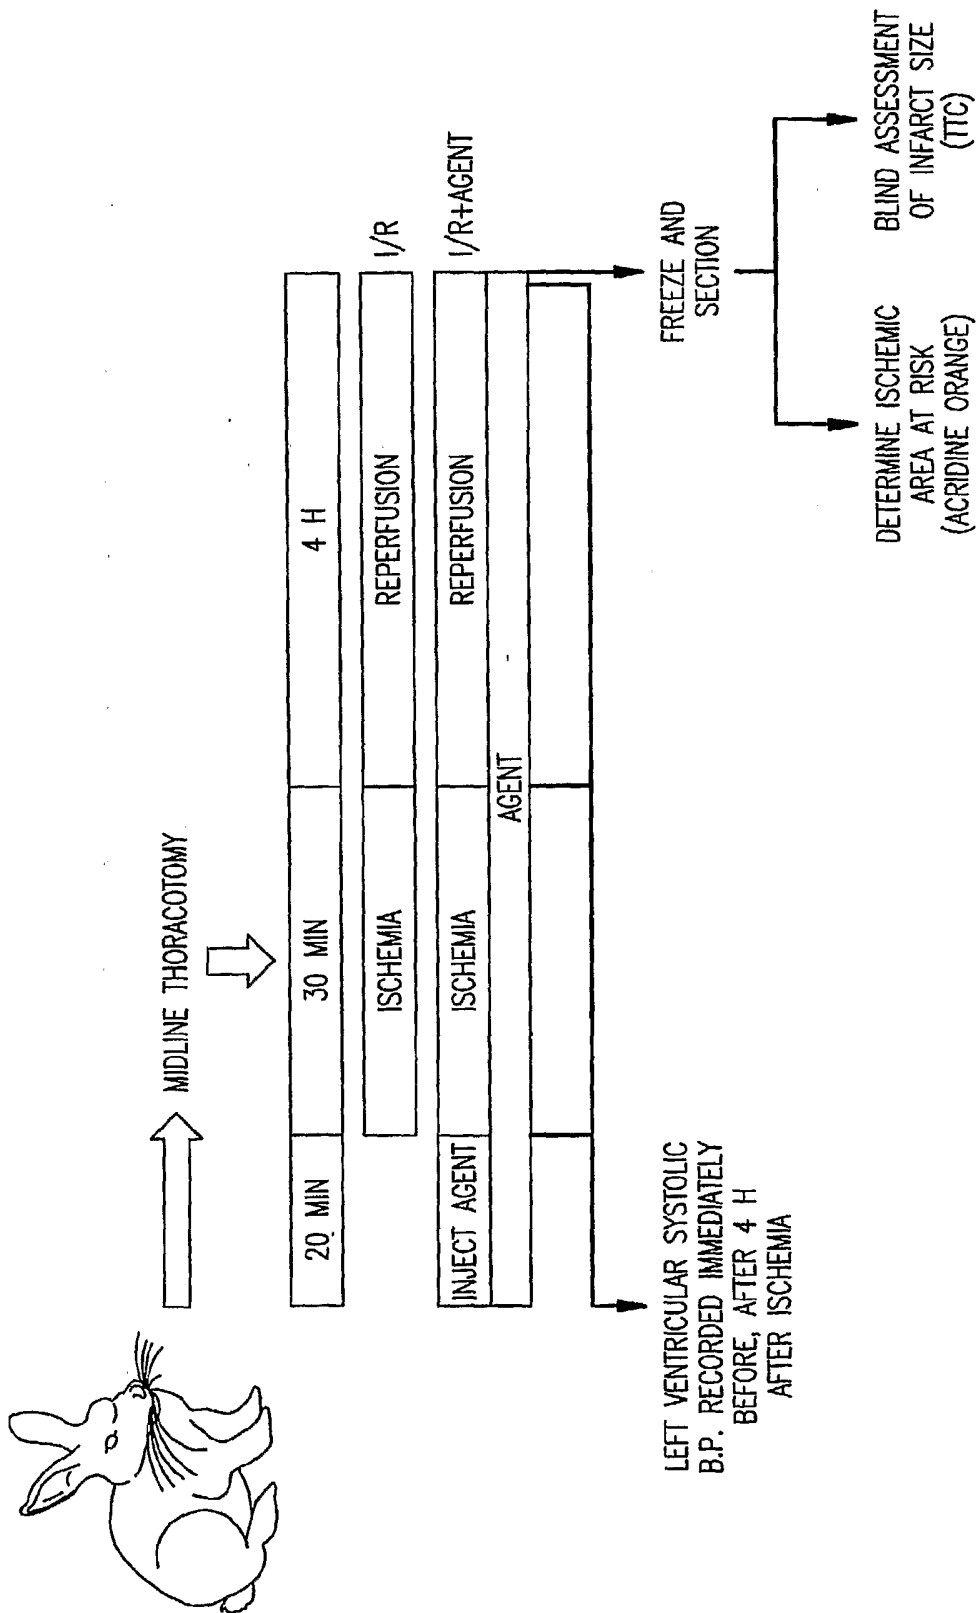 MIDLINE THORACOTOMY
20 MIN
30 MIN
4 H
ISCHEMIA
REPERFUSION
I/R
INJECT AGENT
ISCHEMIA
REPERFUSION
I/R+AGENT
AGENT
LEFT VENTRICULAR SYSTOLIC
B.P. RECORDED IMMEDIATELY
BEFORE, AFTER 4 H
AFTER ISCHEMIA
FREEZE AND
SECTION
DETERMINE ISCHEMIC
AREA AT RISK
(ACRIDINE ORANGE)
BLIND ASSESSMENT
OF INFARCT SIZE
(TTC)